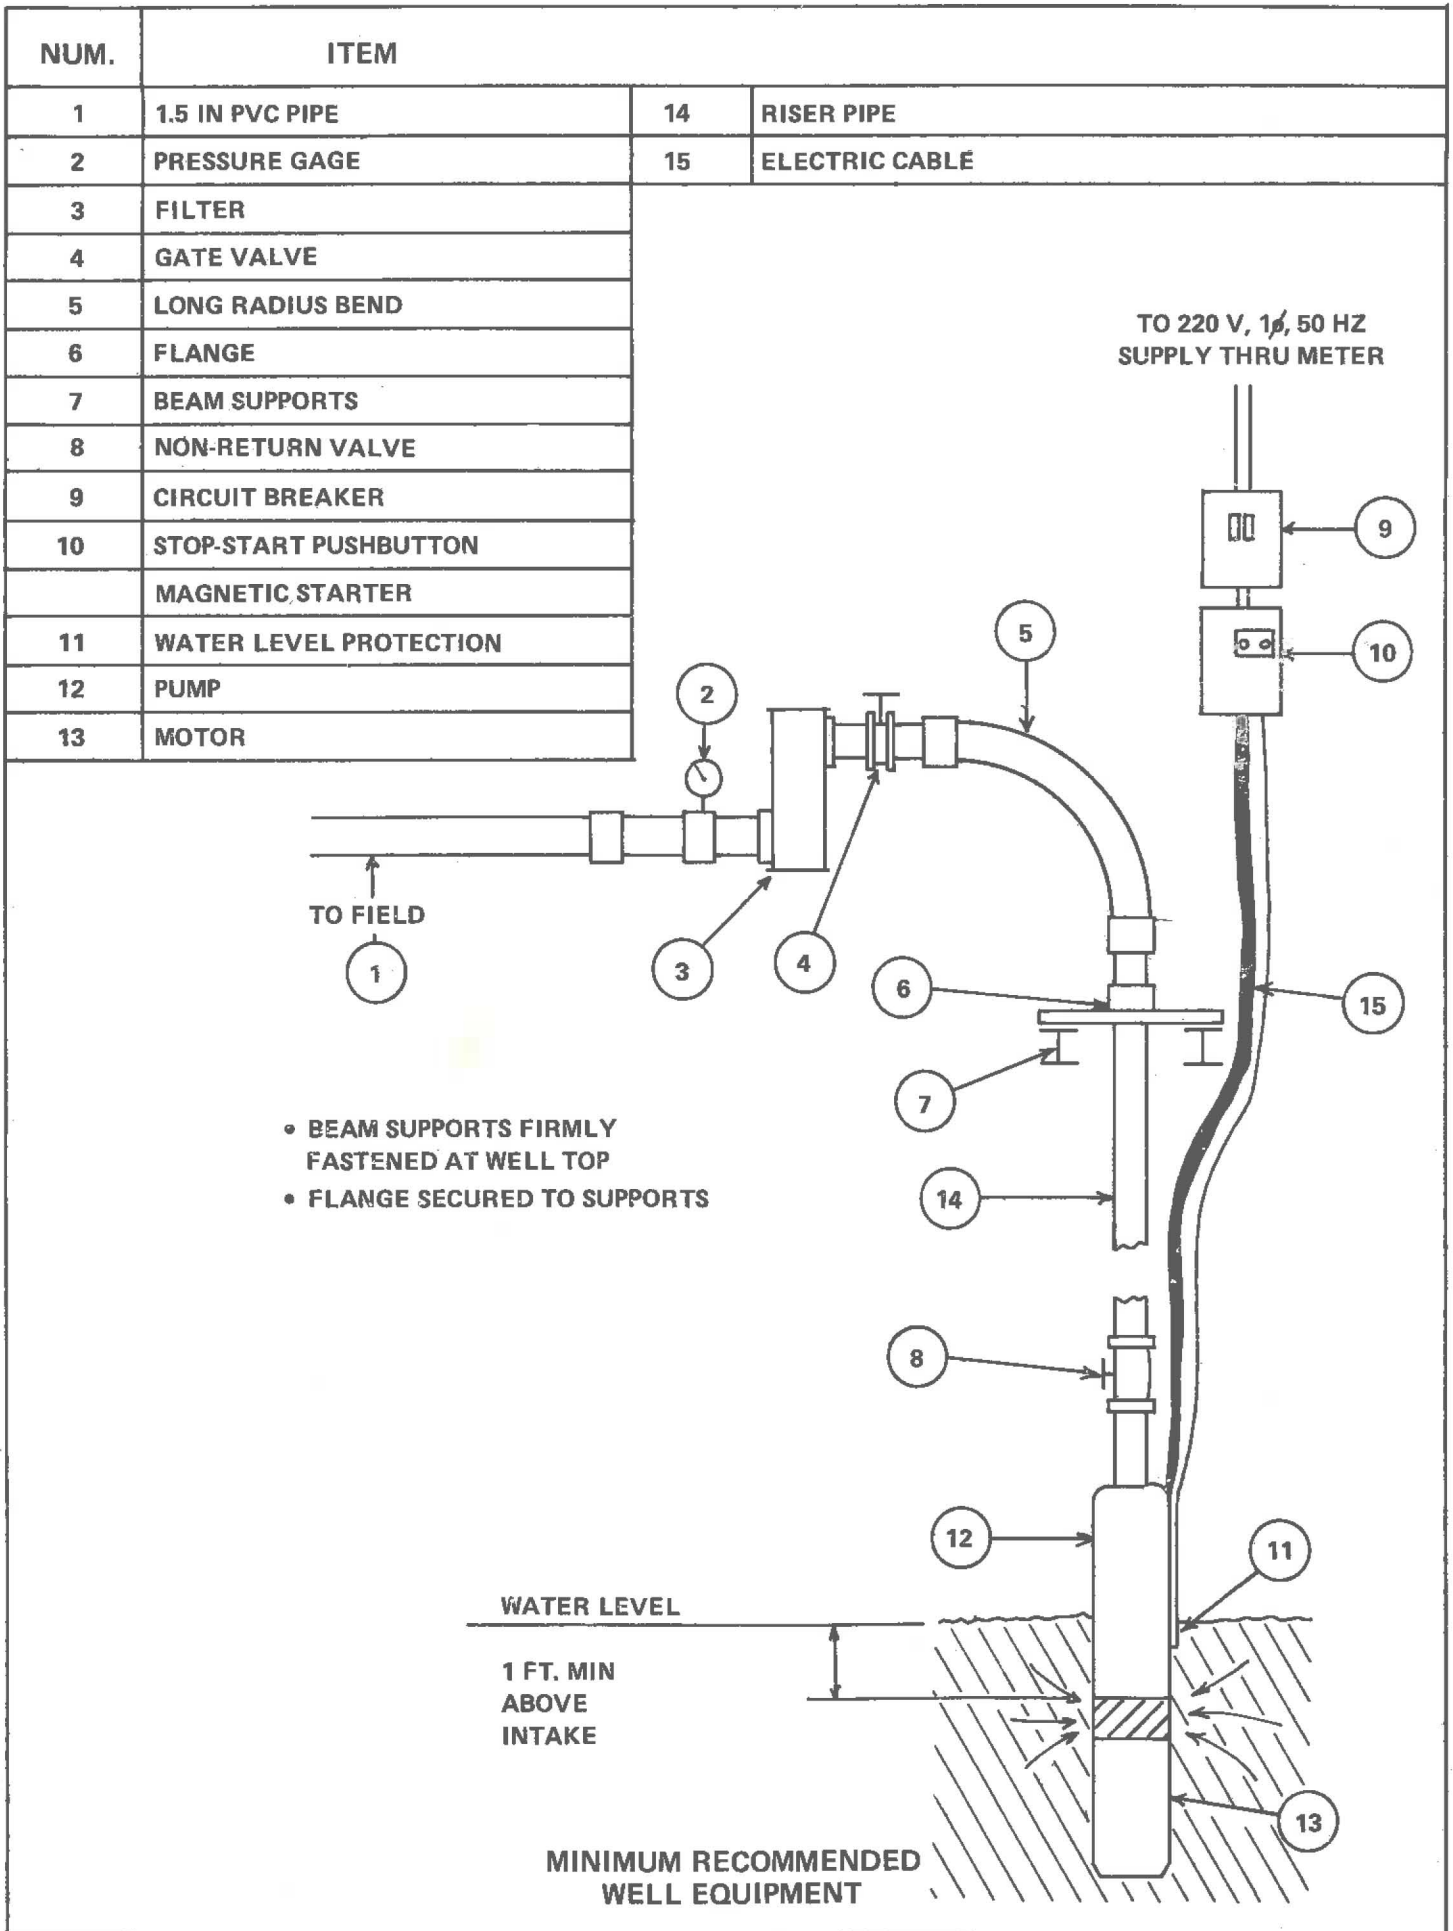 NUM. ITEM
1 1.5 IN PVC PIPE 14 RISER PIPE
2 PRESSURE GAGE 15 ELECTRIC CABLE
3 FILTER
4 GATE VALVE
5 LONG RADIUS BEND
6 FLANGE
7 BEAM SUPPORTS
8 NON-RETURN VALVE
9 CIRCUIT BREAKER
10 STOP-START PUSHBUTTON
MAGNETIC STARTER
11 WATER LEVEL PROTECTION
12 PUMP
13 MOTOR
TO 220 V, 1ø, 50 HZ
SUPPLY THRU METER
9
10
5
2
TO FIELD
1
3
4
6
15
7
• BEAM SUPPORTS FIRMLY
FASTENED AT WELL TOP
• FLANGE SECURED TO SUPPORTS
14
8
12
11
WATER LEVEL
1 FT. MIN
ABOVE
INTAKE
13
MINIMUM RECOMMENDED
WELL EQUIPMENT